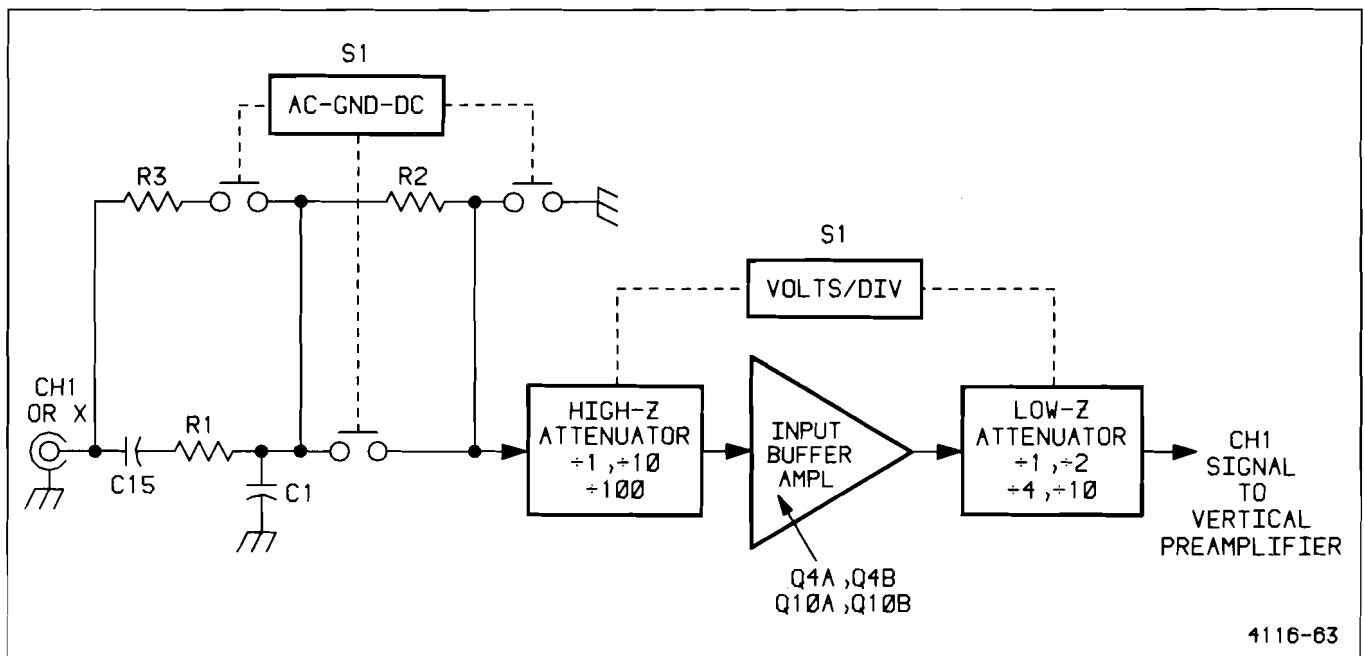 S1
AC-GND-DC
R3
R2
S1
VOLTS/DIV
CH1
OR X
C15
R1
C1
HIGH-Z
ATTENUATOR
÷1,÷10
÷100
INPUT
BUFFER
AMPL
LOW-Z
ATTENUATOR
÷1,÷2
÷4,÷10
CH1
SIGNAL
TO
VERTICAL
PREAMPLIFIER
Q4A,Q4B
Q10A,Q10B
4116-63